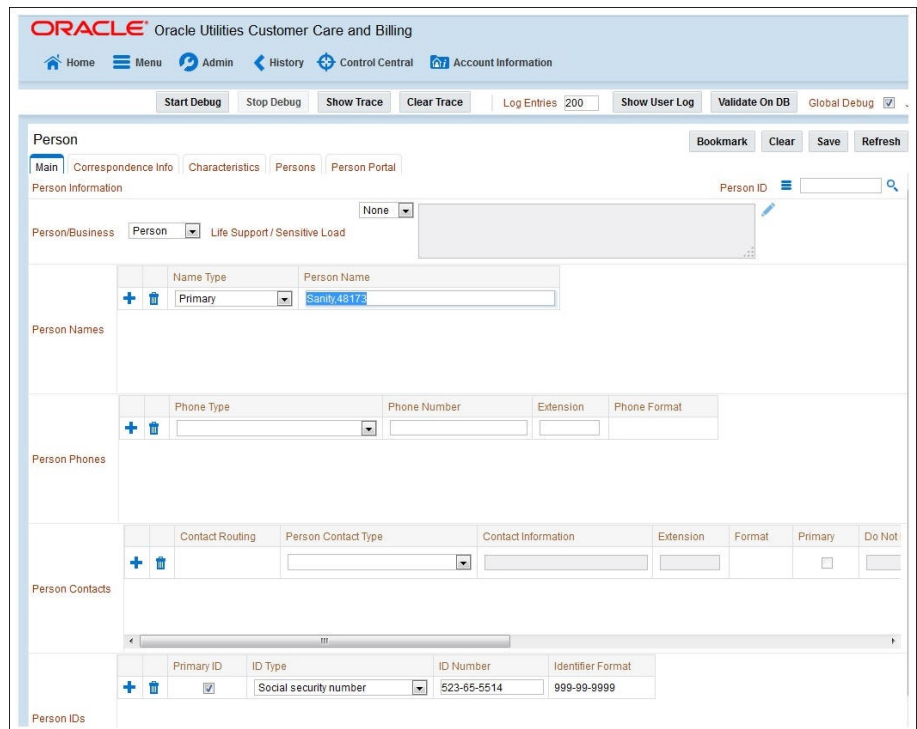 ORACLE® Oracle Utilities Customer Care and Billing
Home Menu Admin History Control Central Account Information
Start Debug Stop Debug Show Trace Clear Trace Log Entries 200 Show User Log Validate On DB Global Debug
Person Bookmark Clear Save Refresh
Main Correspondence Info Characteristics Persons Person Portal
Person Information Person ID
None
Person/Business Person Life Support / Sensitive Load
Name Type Person Name
Primary Sanity,48173
Person Names
Phone Type Phone Number Extension Phone Format
Person Phones
Contact Routing Person Contact Type Contact Information Extension Format Primary Do Not
Person Contacts
Primary ID ID Type ID Number Identifier Format
Social security number 523-65-5514 999-99-9999
Person IDs